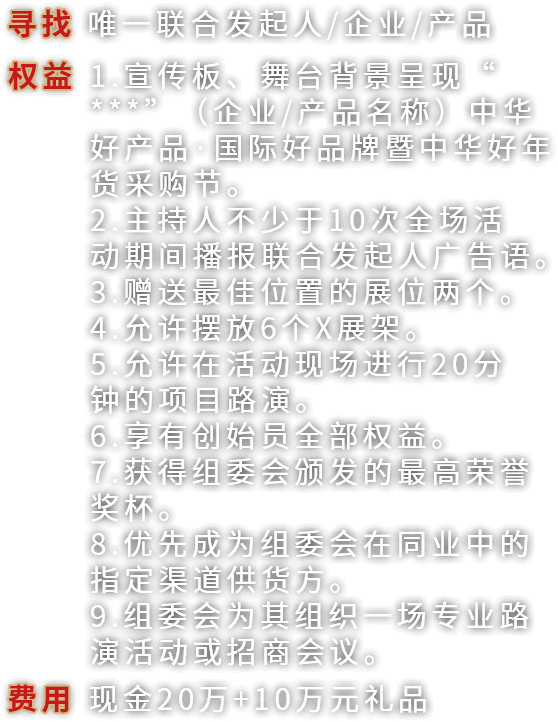 寻找 唯一联合发起人/企业/产品
权益 1.宣传板、舞台背景呈现“
***”（企业/产品名称）中华
好产品·国际好品牌暨中华好年
货采购节。
2.主持人不少于10次全场活
动期间播报联合发起人广告语。
3.赠送最佳位置的展位两个。
4.允许摆放6个X展架。
5.允许在活动现场进行20分
钟的项目路演。
6.享有创始员全部权益。
7.获得组委会颁发的最高荣誉
奖杯。
8.优先成为组委会在同业中的
指定渠道供货方。
9.组委会为其组织一场专业路
演活动或招商会议。
费用 现金20万+10万元礼品